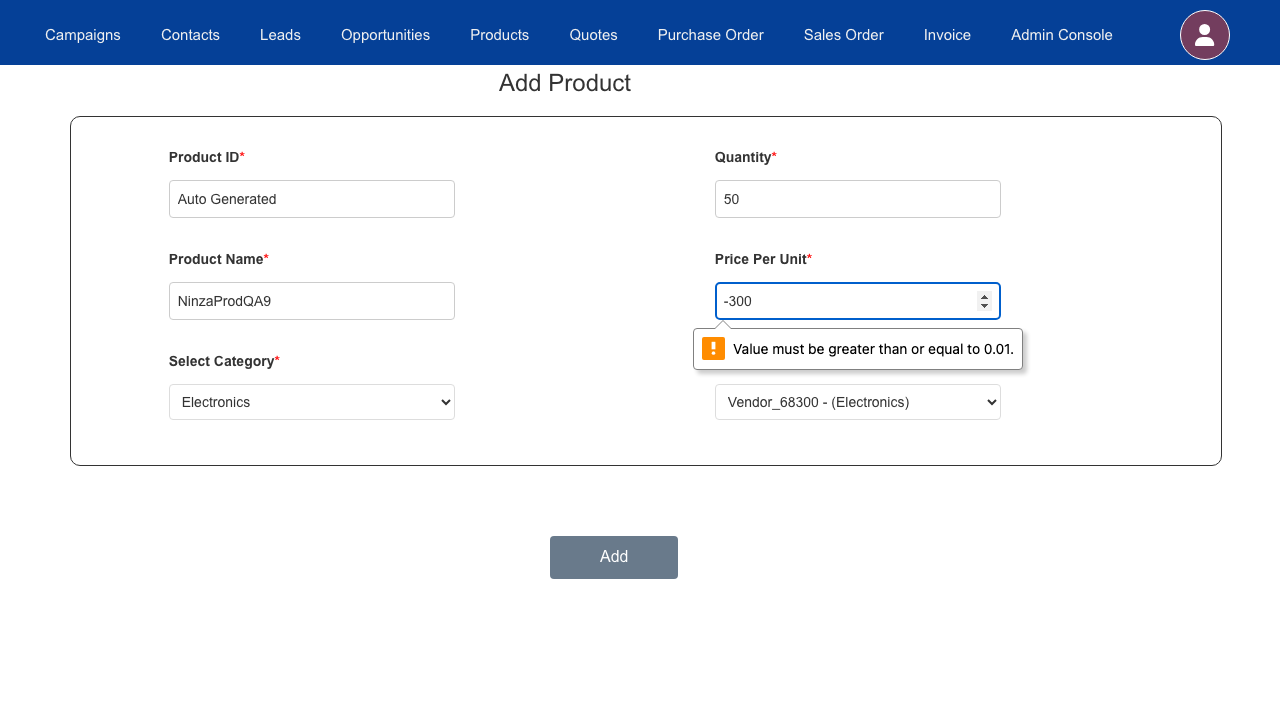 Campaigns Contacts Leads Opportunities Products Quotes Purchase Order Sales Order Invoice Admin Console
Add Product
Product ID*
Auto Generated
Quantity*
50
Product Name*
NinzaProdQA9
Price Per Unit*
-300
Value must be greater than or equal to 0.01.
Select Category*
Electronics
Vendor_68300 - (Electronics)
Add